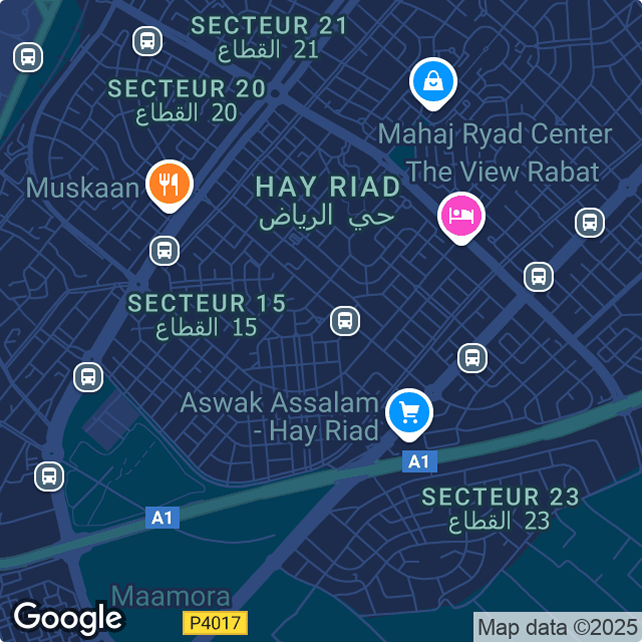 SECTEUR 21
21 القطاع
SECTEUR 20
20 القطاع
Mahaj Ryad Center
The View Rabat
Muskaan
HAY RIAD
حي الرياض
SECTEUR 15
15 القطاع
Aswak Assalam
- Hay Riad
A1
SECTEUR 23
23 القطاع
A1
Maamora
Google
P4017
Map data ©2025